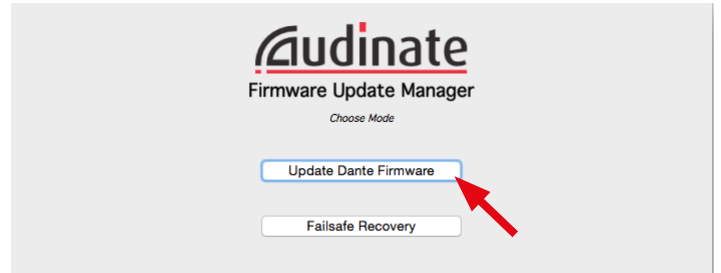 Audinate
Firmware Update Manager
Choose Mode
Update Dante Firmware
Failsafe Recovery